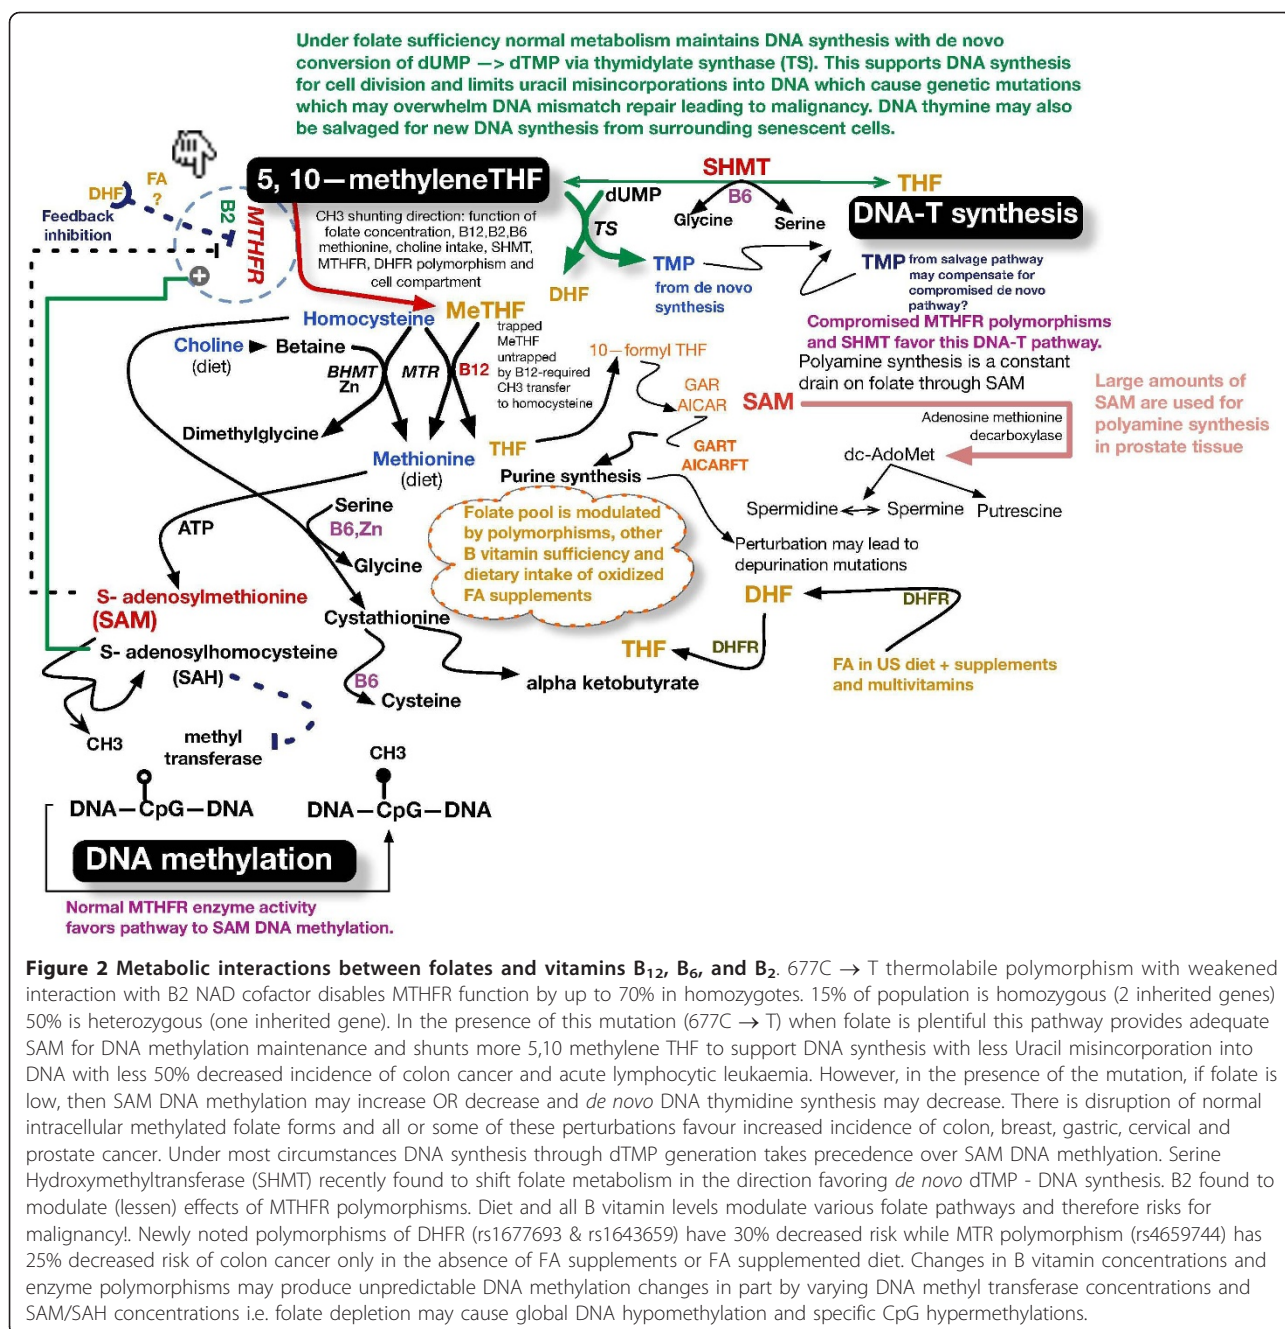 Under folate sufficiency normal metabolism maintains DNA synthesis with de novo
conversion of dUMP —> dTMP via thymidylate synthase (TS). This supports DNA synthesis
for cell division and limits uracil misincorporations into DNA which cause genetic mutations
which may overwhelm DNA mismatch repair leading to malignancy. DNA thymine may also
be salvaged for new DNA synthesis from surrounding senescent cells.
DHF
FA
?
Feedback
inhibition
B2
MTHFR
+
5, 10—methyleneTHF
CH3 shunting direction: function of
folate concentration, B12,B2,B6
methionine, choline intake, SHMT,
MTHFR, DHFR polymorphism and
cell compartment
dUMP
TS
DHF
TMP
from de novo
synthesis
SHMT
B6
Glycine
Serine
THF
DNA-T synthesis
TMP
from salvage pathway
may compensate for
compromised de novo
pathway?
Compromised MTHFR polymorphisms
and SHMT favor this DNA-T pathway.
Polyamine synthesis is a constant
drain on folate through SAM
Homocysteine
MeTHF
trapped
MeTHF
untrapped
by B12-required
CH3 transfer
to homocysteine
Choline
(diet)
Betaine
BHMT
Zn
MTR
B12
Dimethylglycine
Methionine
(diet)
THF
10—formyl THF
GAR
AICAR
GART
AICARFT
Purine synthesis
SAM
Adenosine methionine
decarboxylase
Large amounts of
SAM are used for
polyamine synthesis
in prostate tissue
dc-AdoMet
Spermidine
Spermine
Putrescine
Perturbation may lead to
depurination mutations
ATP
Serine
B6,Zn
Glycine
Folate pool is modulated
by polymorphisms, other
B vitamin sufficiency and
dietary intake of oxidized
FA supplements
DHF
DHFR
THF
DHFR
FA in US diet + supplements
and multivitamins
S- adenosylmethionine
(SAM)
S- adenosylhomocysteine
(SAH)
Cystathionine
B6
Cysteine
alpha ketobutyrate
CH3
methyl
transferase
CH3
DNA—CpG—DNA
DNA—CpG—DNA
DNA methylation
Normal MTHFR enzyme activity
favors pathway to SAM DNA methylation.
Figure 2 Metabolic interactions between folates and vitamins B12, B6, and B2. 677C → T thermolabile polymorphism with weakened
interaction with B2 NAD cofactor disables MTHFR function by up to 70% in homozygotes. 15% of population is homozygous (2 inherited genes)
50% is heterozygous (one inherited gene). In the presence of this mutation (677C → T) when folate is plentiful this pathway provides adequate
SAM for DNA methylation maintenance and shunts more 5,10 methylene THF to support DNA synthesis with less Uracil misincorporation into
DNA with less 50% decreased incidence of colon cancer and acute lymphocytic leukaemia. However, in the presence of the mutation, if folate is
low, then SAM DNA methylation may increase OR decrease and de novo DNA thymidine synthesis may decrease. There is disruption of normal
intracellular methylated folate forms and all or some of these perturbations favour increased incidence of colon, breast, gastric, cervical and
prostate cancer. Under most circumstances DNA synthesis through dTMP generation takes precedence over SAM DNA methlyation. Serine
Hydroxymethyltransferase (SHMT) recently found to shift folate metabolism in the direction favoring de novo dTMP - DNA synthesis. B2 found to
modulate (lessen) effects of MTHFR polymorphisms. Diet and all B vitamin levels modulate various folate pathways and therefore risks for
malignancy!. Newly noted polymorphisms of DHFR (rs1677693 & rs1643659) have 30% decreased risk while MTR polymorphism (rs4659744) has
25% decreased risk of colon cancer only in the absence of FA supplements or FA supplemented diet. Changes in B vitamin concentrations and
enzyme polymorphisms may produce unpredictable DNA methylation changes in part by varying DNA methyl transferase concentrations and
SAM/SAH concentrations i.e. folate depletion may cause global DNA hypomethylation and specific CpG hypermethylations.